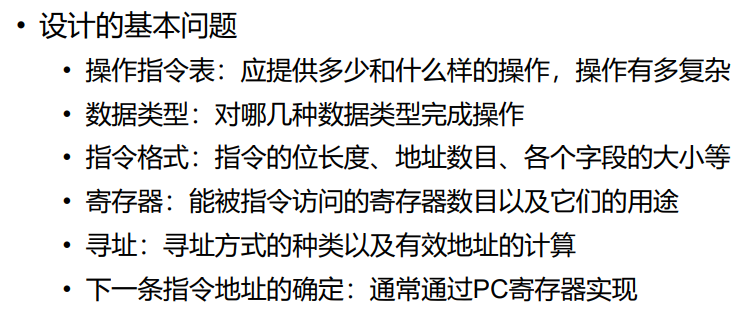 • 设计的基本问题
• 操作指令表：应提供多少和什么样的操作，操作有多复杂
• 数据类型：对哪几种数据类型完成操作
• 指令格式：指令的位长度、地址数目、各个字段的大小等
• 寄存器：能被指令访问的寄存器数目以及它们的用途
• 寻址：寻址方式的种类以及有效地址的计算
• 下一条指令地址的确定：通常通过PC寄存器实现